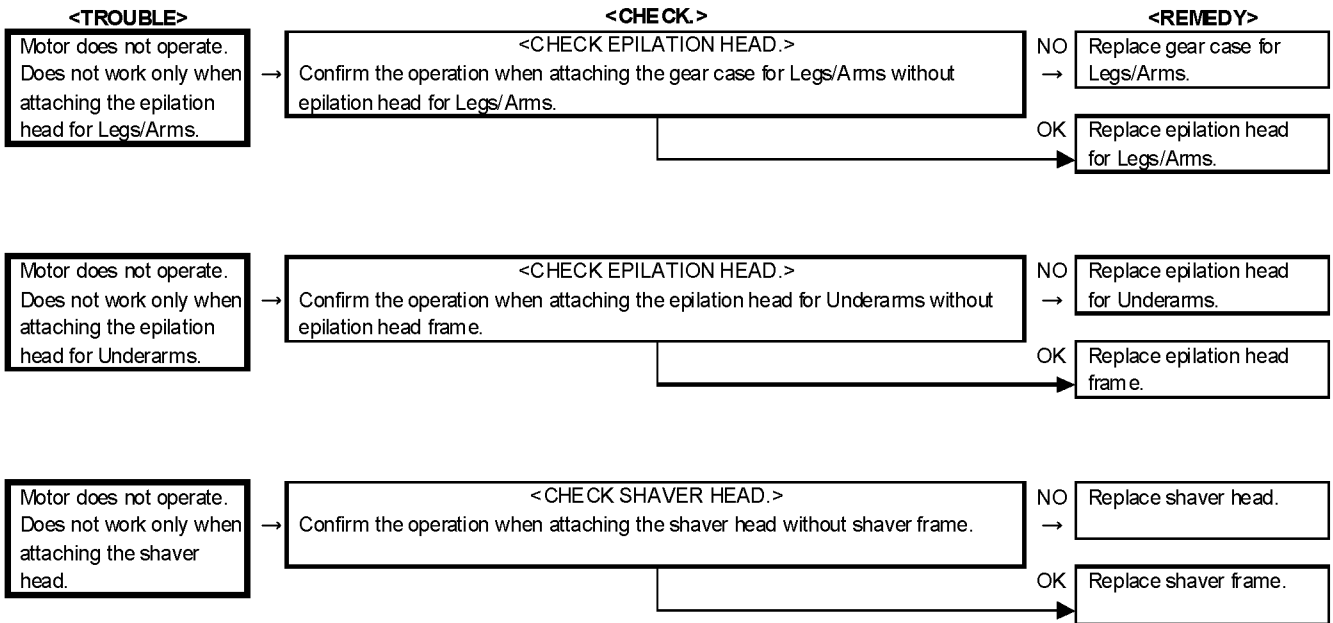 <TROUBLE> <CHECK.> <REMEDY>
Motor does not operate.
Does not work only when
attaching the epilation
head for Legs/Arms.
→
<CHECK EPILATION HEAD.>
Confirm the operation when attaching the gear case for Legs/Arms without
epilation head for Legs/Arms.
NO
→
Replace gear case for
Legs/Arms.
OK
Replace epilation head
for Legs/Arms.
Motor does not operate.
Does not work only when
attaching the epilation
head for Underarms.
→
<CHECK EPILATION HEAD.>
Confirm the operation when attaching the epilation head for Underarms without
epilation head frame.
NO
→
Replace epilation head
for Underarms.
OK
Replace epilation head
frame.
Motor does not operate.
Does not work only when
attaching the shaver
head.
→
<CHECK SHAVER HEAD.>
Confirm the operation when attaching the shaver head without shaver frame.
NO
→
Replace shaver head.
OK
Replace shaver frame.